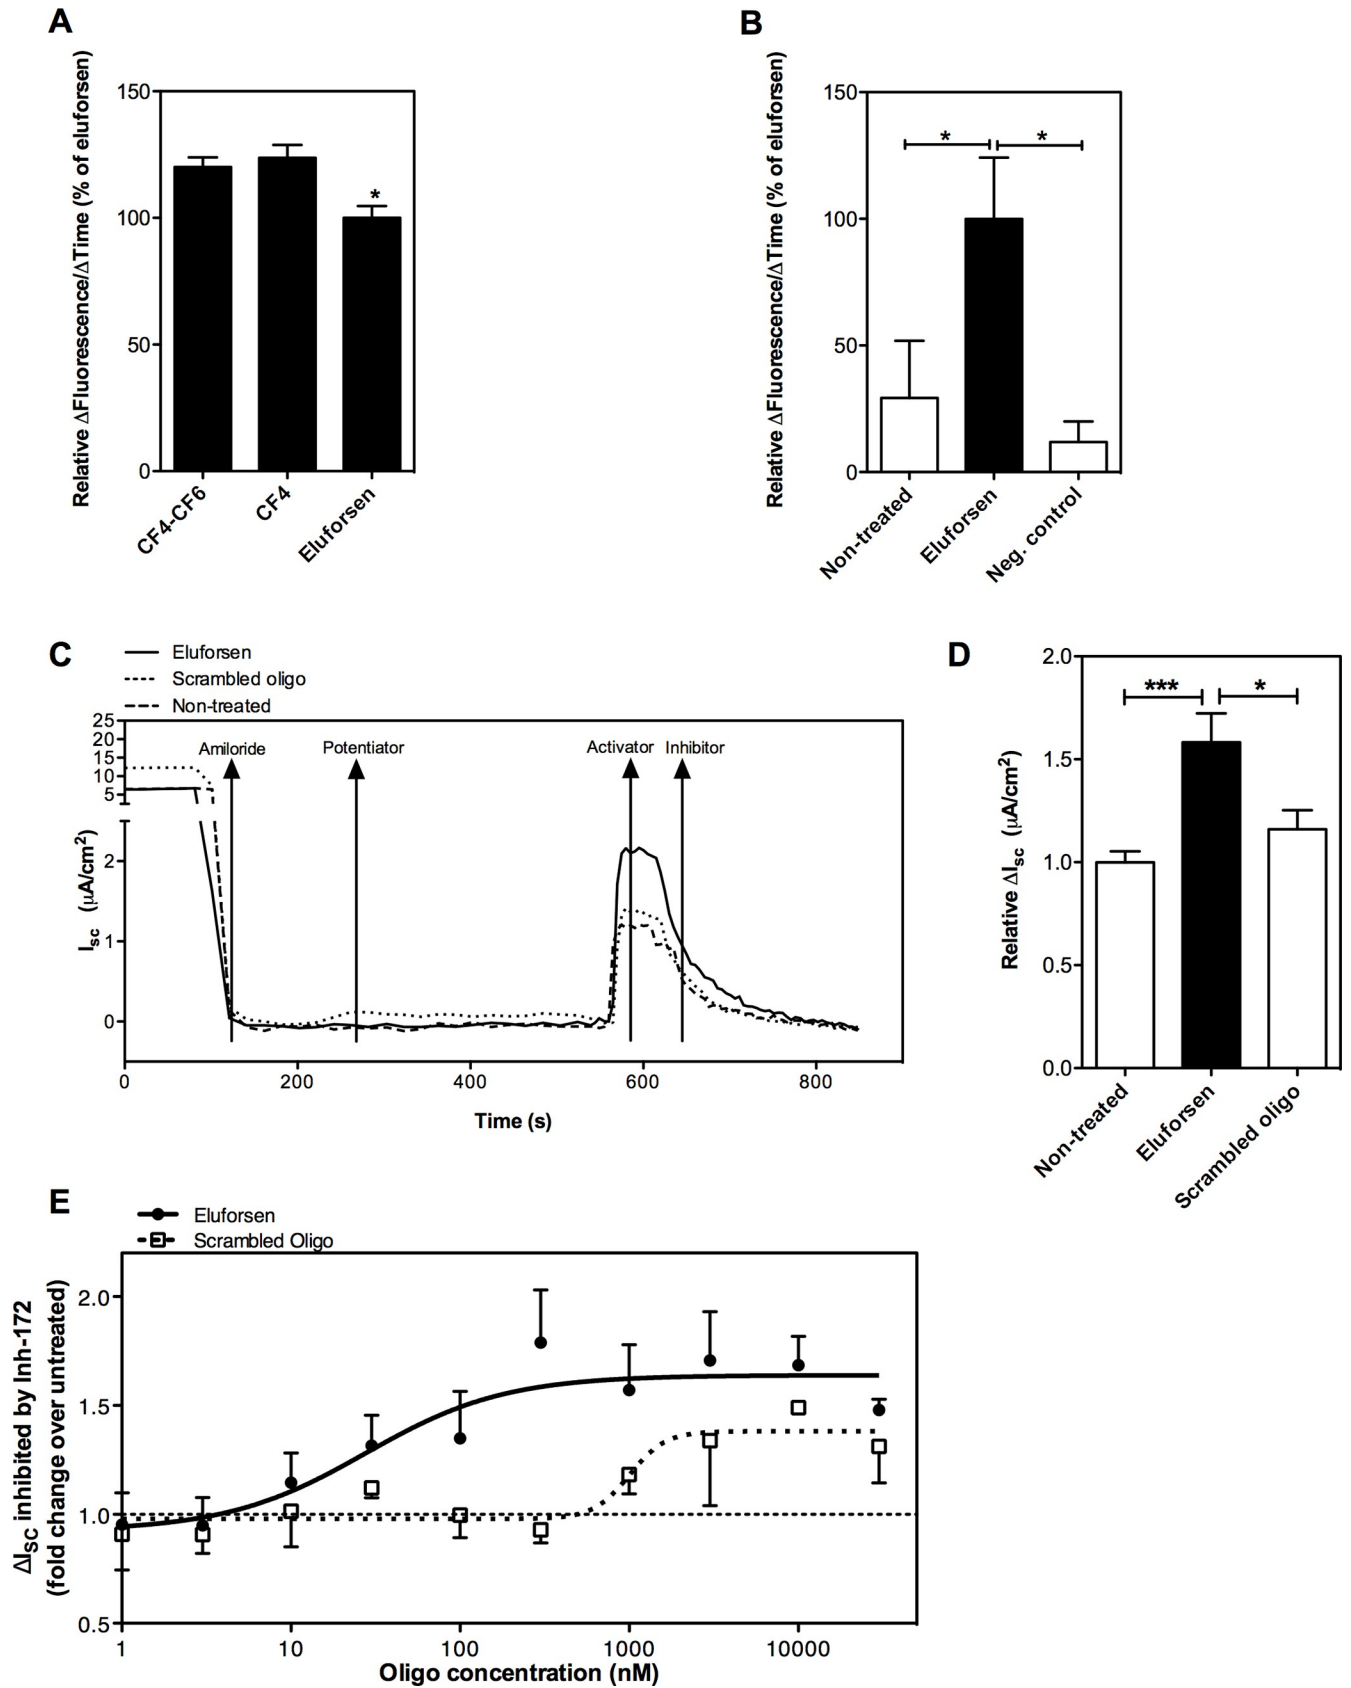 A
Relative ΔFluorescence/ΔTime (% of eluforsen)
150
100
50
0
*
CF4-CF6
CF4
Eluforsen
B
Relative ΔFluorescence/ΔTime (% of eluforsen)
150
100
50
0
*
*
Non-treated
Eluforsen
Neg. control
C
Eluforsen
Scrambled oligo
Non-treated
25
20
15
10
5
2
1
0
Isc (μA/cm2)
Amiloride
Potentiator
Activator
Inhibitor
0
200
400
600
800
Time (s)
D
Relative ΔIsc (μA/cm2)
2.0
1.5
1.0
0.5
0.0
***
*
Non-treated
Eluforsen
Scrambled oligo
E
Eluforsen
Scrambled Oligo
ΔISC inhibited by Inh-172
(fold change over untreated)
2.0
1.5
1.0
0.5
1
10
100
1000
10000
Oligo concentration (nM)